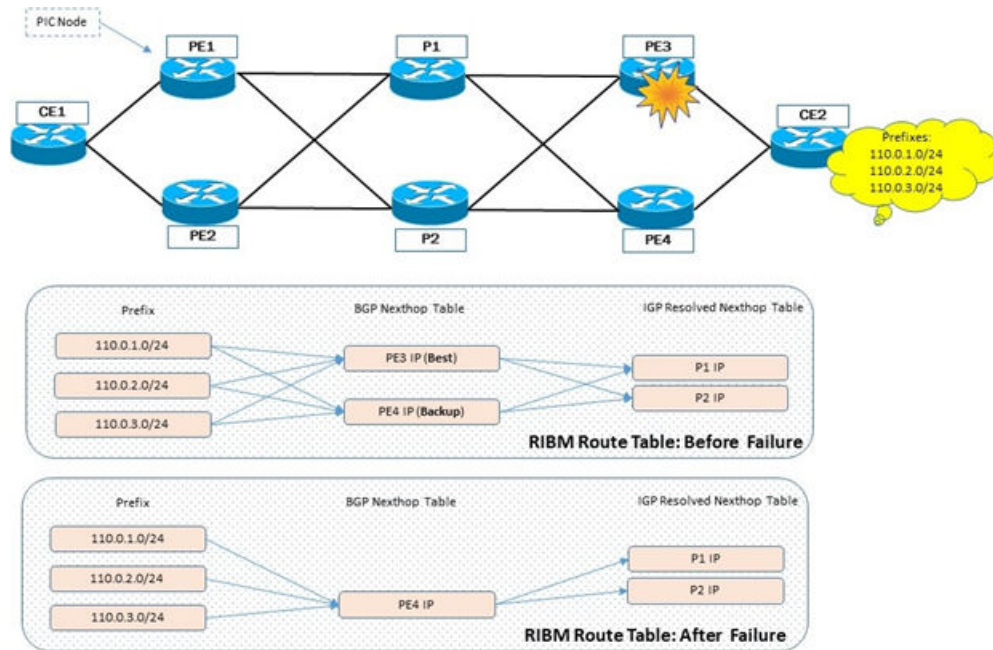 PIC Node
PE1
P1
PE3
CE1
CE2
Prefixes:
110.0.1.0/24
110.0.2.0/24
110.0.3.0/24
PE2
P2
PE4
Prefix
BGP Nexthop Table
IGP Resolved Nexthop Table
110.0.1.0/24
110.0.2.0/24
110.0.3.0/24
PE3 IP (Best)
PE4 IP (Backup)
P1 IP
P2 IP
RIBM Route Table: Before Failure
Prefix
BGP Nexthop Table
IGP Resolved Nexthop Table
110.0.1.0/24
110.0.2.0/24
110.0.3.0/24
PE4 IP
P1 IP
P2 IP
RIBM Route Table: After Failure